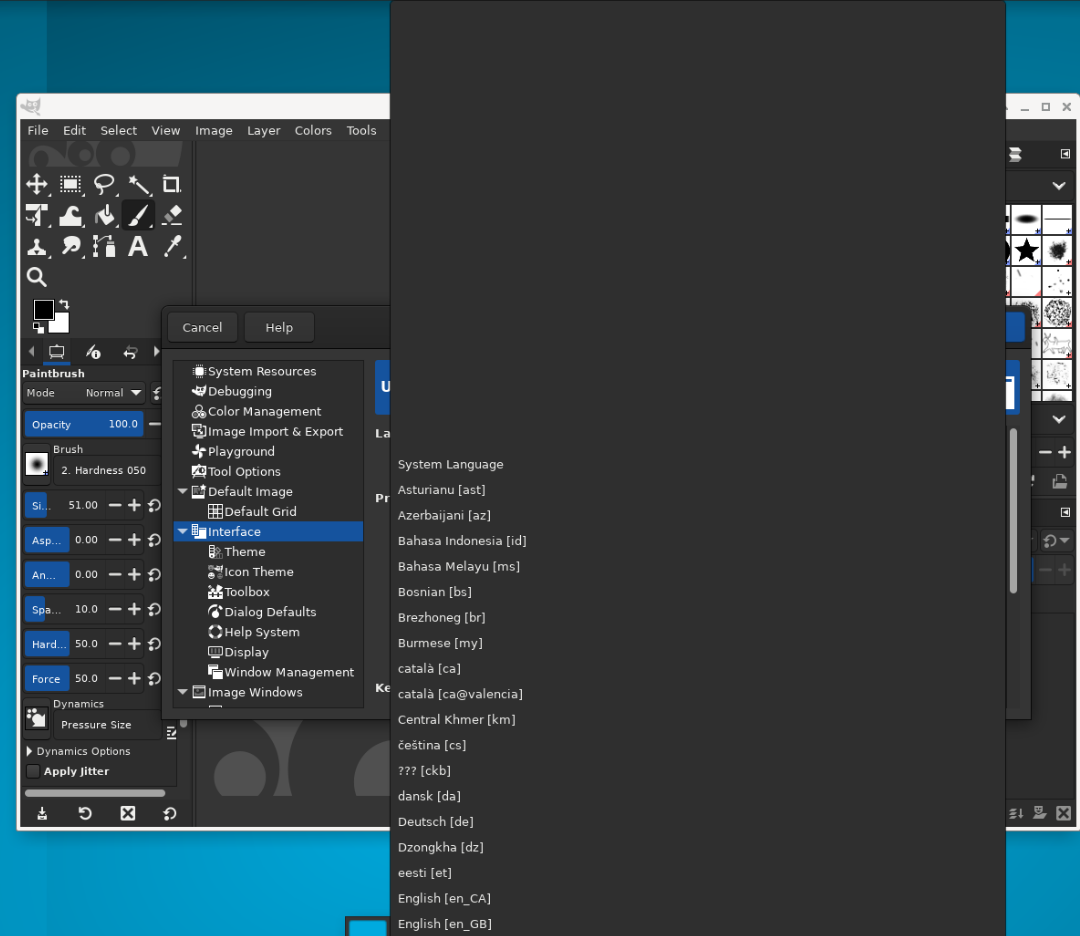 File Edit Select View Image Layer Colors Tools
Cancel Help
Paintbrush
Mode Normal
Opacity 100.0
Brush
2. Hardness 050
Si... 51.00
Asp... 0.00
An... 0.00
Spa... 10.0
Hard... 50.0
Force 50.0
Dynamics
Pressure Size
Dynamics Options
Apply Jitter
System Resources
Debugging
Color Management
Image Import & Export
Playground
Tool Options
Default Image
Default Grid
Interface
Theme
Icon Theme
Toolbox
Dialog Defaults
Help System
Display
Window Management
Image Windows
U
La
Pr
Ke
System Language
Asturianu [ast]
Azerbaijani [az]
Bahasa Indonesia [id]
Bahasa Melayu [ms]
Bosnian [bs]
Brezhoneg [br]
Burmese [my]
català [ca]
català [ca@valencia]
Central Khmer [km]
čeština [cs]
??? [ckb]
dansk [da]
Deutsch [de]
Dzongkha [dz]
eesti [et]
English [en_CA]
English [en_GB]